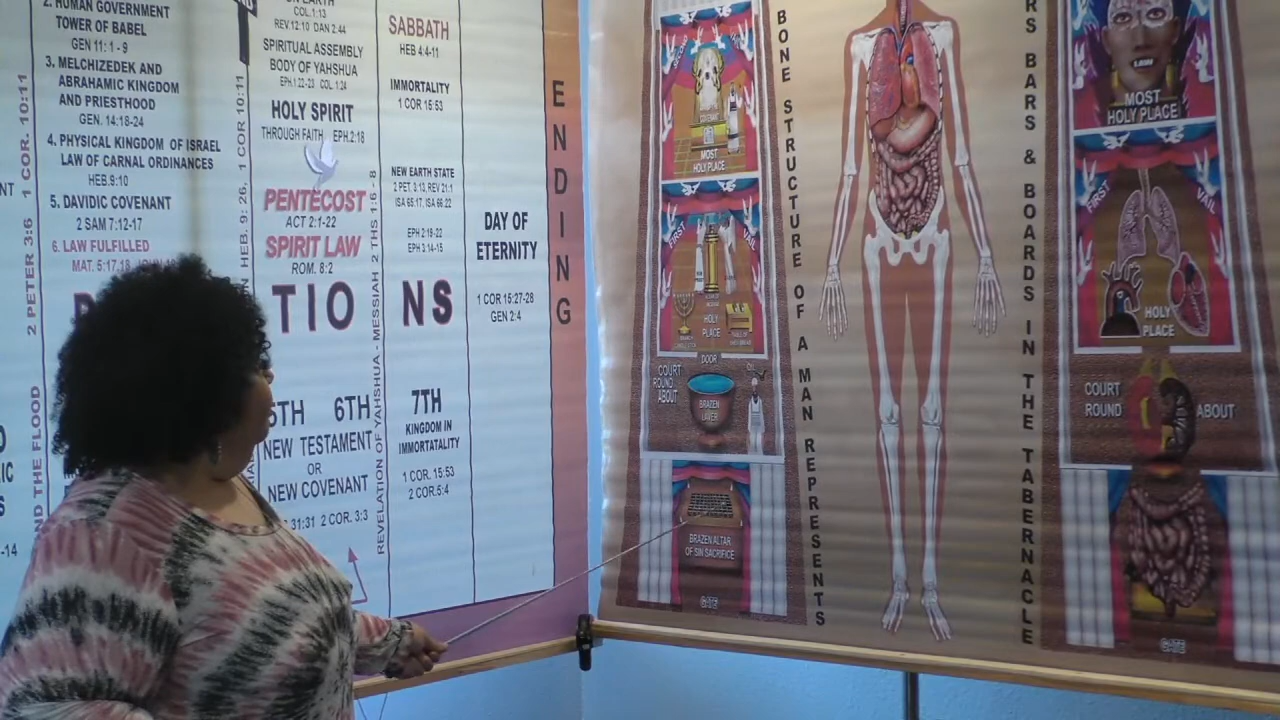 2. HUMAN GOVERNMENT
TOWER OF BABEL
GEN 11: 1 - 9
3. MELCHIZEDEK AND
ABRAHAMIC KINGDOM
AND PRIESTHOOD
GEN. 14:18-24
4. PHYSICAL KINGDOM OF ISRAEL
LAW OF CARNAL ORDINANCES
HEB.9:10
5. DAVIDIC COVENANT
2 SAM 7:12-17
6. LAW FULFILLED
MAT. 5:17,18
2 PETER 3:6 1 COR. 10:11
AND THE FLOOD
HEB. 9: 26, 1 COR 10:11
COL.1:13
REV.12:10 DAN 2:44
SPIRITUAL ASSEMBLY
BODY OF YAHSHUA
EPH.1:22-23 COL 1:24
HOLY SPIRIT
THROUGH FAITH EPH.2:18
PENTECOST
ACT 2:1-22
SPIRIT LAW
ROM. 8:2
TIO
5TH 6TH
NEW TESTAMENT
OR
NEW COVENANT
31:31 2 COR. 3:3
REVELATION OF YAHSHUA - MESSIAH 2 THS 1:6 - 8
SABBATH
HEB 4:4-11
IMMORTALITY
1 COR 15:53
NEW EARTH STATE
2 PET. 3:13, REV 21:1
ISA 65:17, ISA 66:22
EPH 2:19-22
EPH 3:14-15
NS
7TH
KINGDOM IN
IMMORTATILITY
1 COR. 15:53
2 COR.5:4
DAY OF
ETERNITY
1 COR 15:27-28
GEN 2:4
ENDING
MOST
HOLY PLACE
FIRST VAIL
HOLY
PLACE
DOOR
COURT
ROUND
ABOUT
BRAZEN
LAVER
BRAZEN ALTAR
OF SIN SACRIFICE
GATE
BONE STRUCTURE OF A MAN REPRESENTS
BARS & BOARDS IN THE TABERNACLE
MOST
HOLY PLACE
FIRST VAIL
HOLY
PLACE
COURT
ROUND ABOUT
GATE